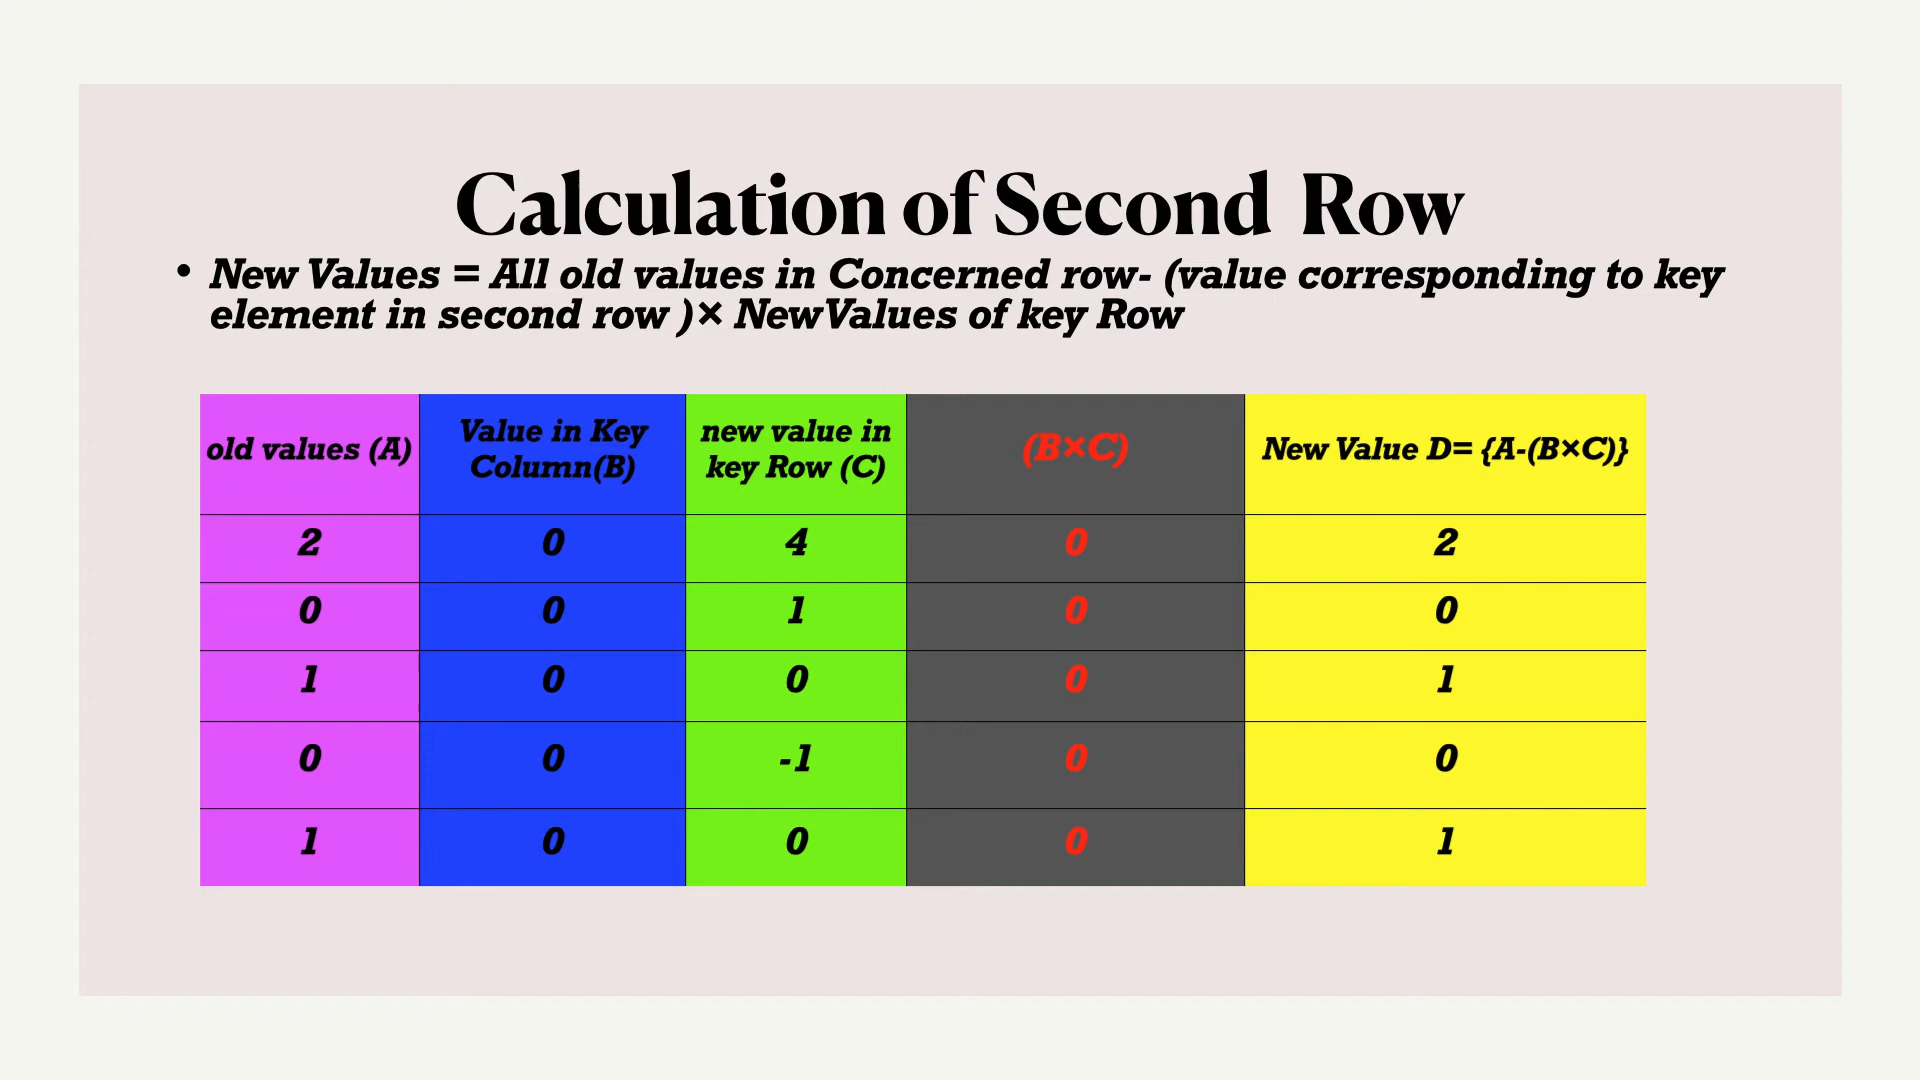 Calculation of Second Row
• New Values = All old values in Concerned row- (value corresponding to key
element in second row )× NewValues of key Row
old values (A) Value in Key Column(B) new value in key Row (C) (B×C) New Value D= {A-(B×C)}
2 0 4 0 2
0 0 1 0 0
1 0 0 0 1
0 0 -1 0 0
1 0 0 0 1